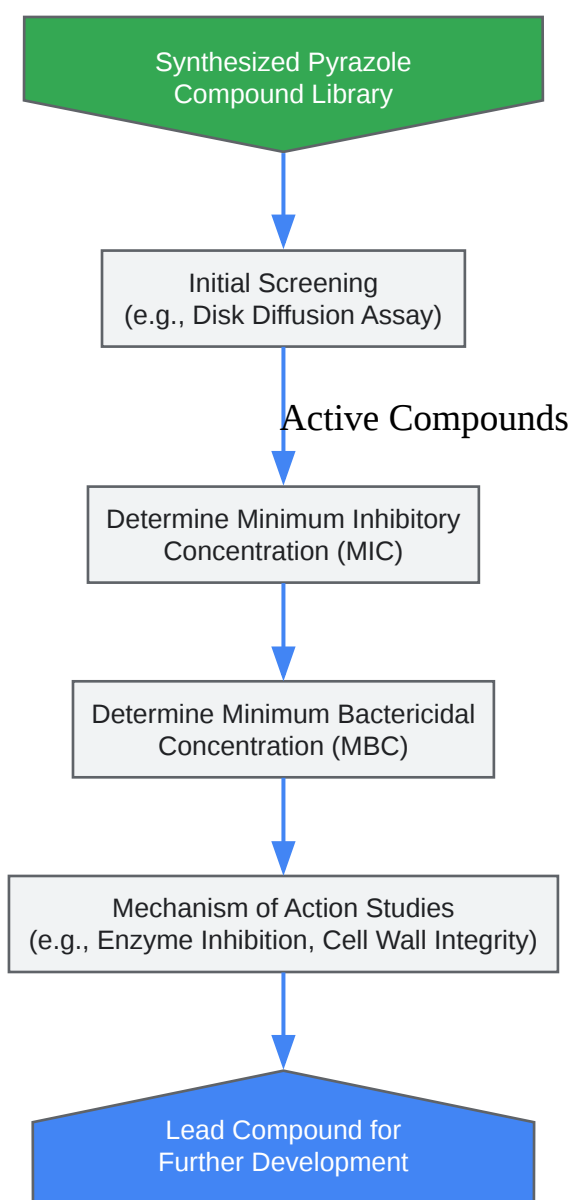 Synthesized Pyrazole
Compound Library
Initial Screening
(e.g., Disk Diffusion Assay)
Active Compounds
Determine Minimum Inhibitory
Concentration (MIC)
Determine Minimum Bactericidal
Concentration (MBC)
Mechanism of Action Studies
(e.g., Enzyme Inhibition, Cell Wall Integrity)
Lead Compound for
Further Development